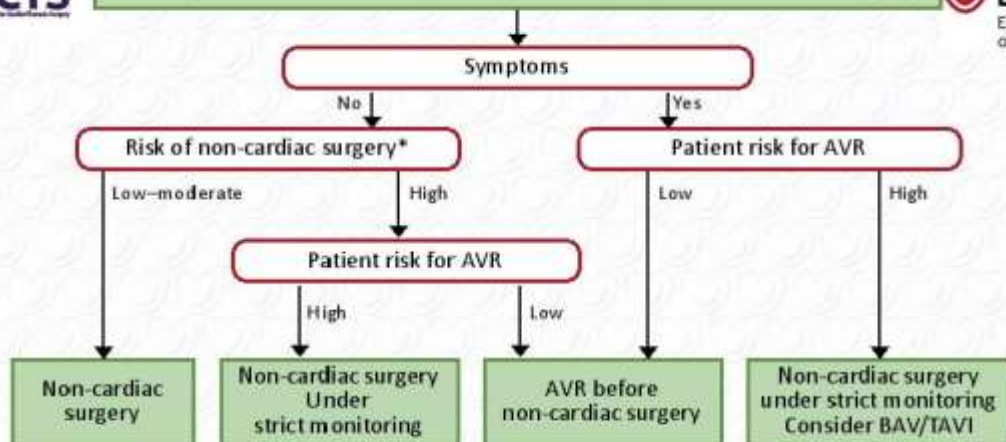 Symptoms
No
Yes
Risk of non-cardiac surgery*
Patient risk for AVR
Low–moderate
High
Low
High
Patient risk for AVR
High
Low
Non-cardiac
surgery
Non-cardiac surgery
Under
strict monitoring
AVR before
non-cardiac surgery
Non-cardiac surgery
under strict monitoring
Consider BAV/TAVI